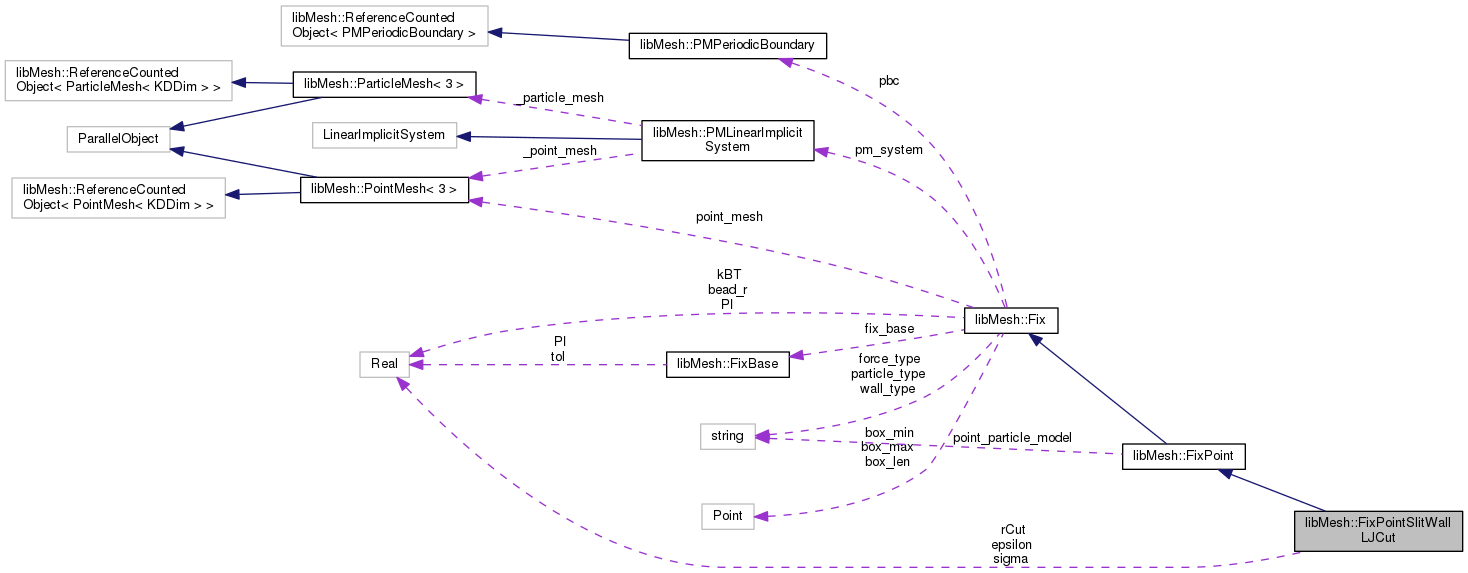 libMesh::ReferenceCounted
Object< PMPeriodicBoundary >
libMesh::PMPeriodicBoundary
libMesh::ReferenceCounted
Object< ParticleMesh< KDDim > >
libMesh::ParticleMesh< 3 >
pbc
_particle_mesh
ParallelObject
LinearImplicitSystem
libMesh::PMLinearImplicit
System
_point_mesh
pm_system
libMesh::ReferenceCounted
Object< PointMesh< KDDim > >
libMesh::PointMesh< 3 >
point_mesh
kBT
bead_r
PI
libMesh::Fix
fix_base
PI
tol
Real
libMesh::FixBase
force_type
particle_type
wall_type
string
box_min
box_max
box_len
point_particle_model
libMesh::FixPoint
Point
rCut
epsilon
sigma
libMesh::FixPointSlitWall
LJCut